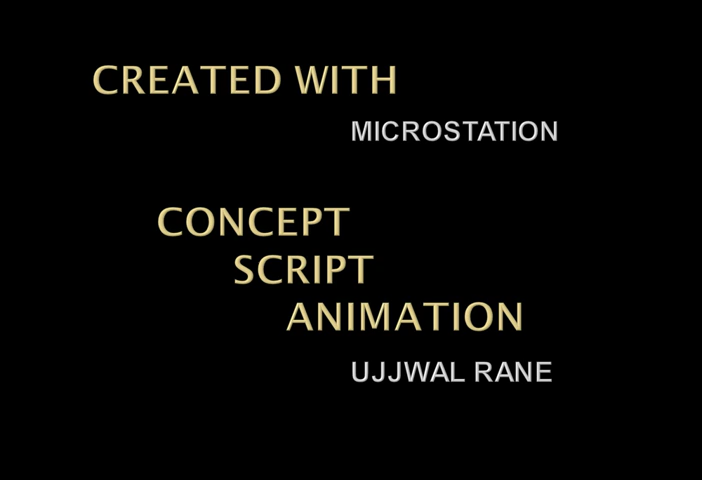 CREATED WITH
MICROSTATION
CONCEPT
SCRIPT
ANIMATION
UJJWAL RANE